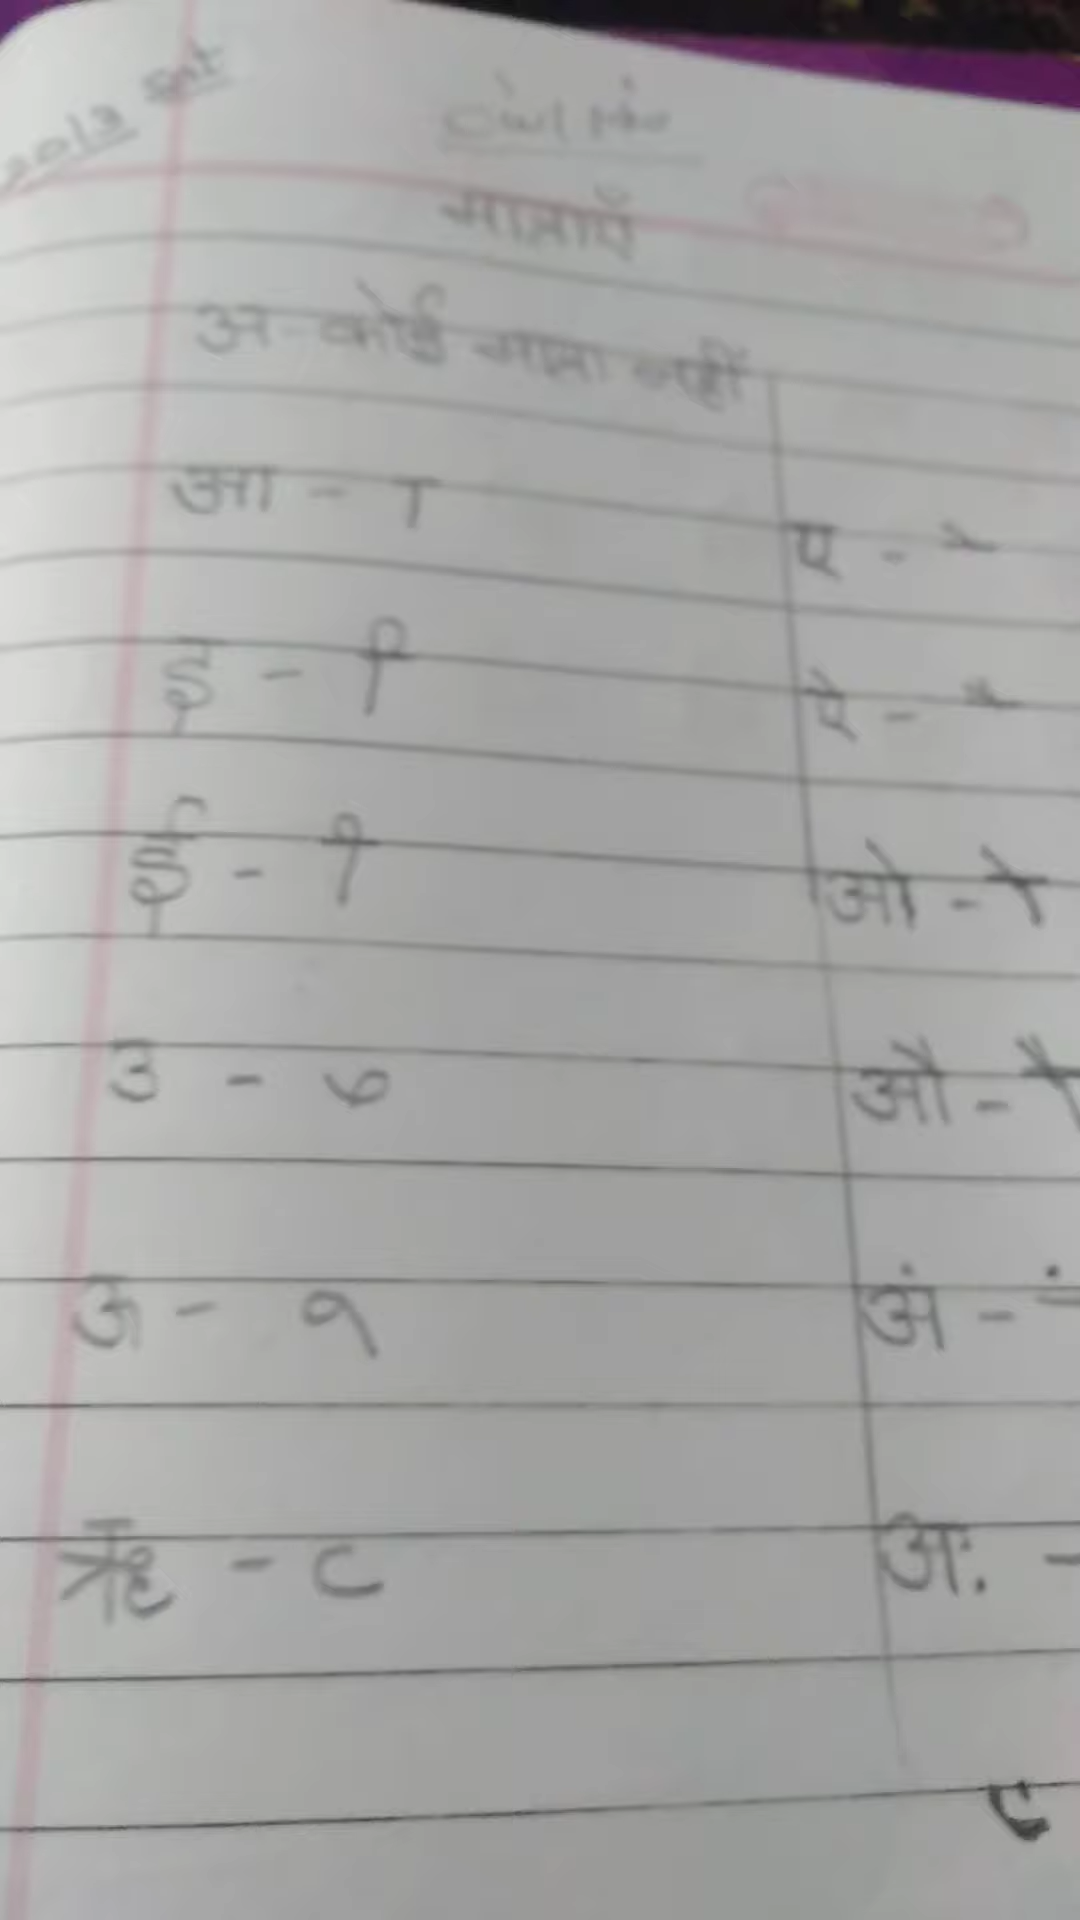 मात्राएँ
अ - कोई मात्रा नहीं
आ - ा
इ - ि
ई - ी
उ - ु
ऊ - ू
ऋ - ृ
ए - े
ऐ - ै
ओ - ो
औ - ौ
अं - ं
अः -